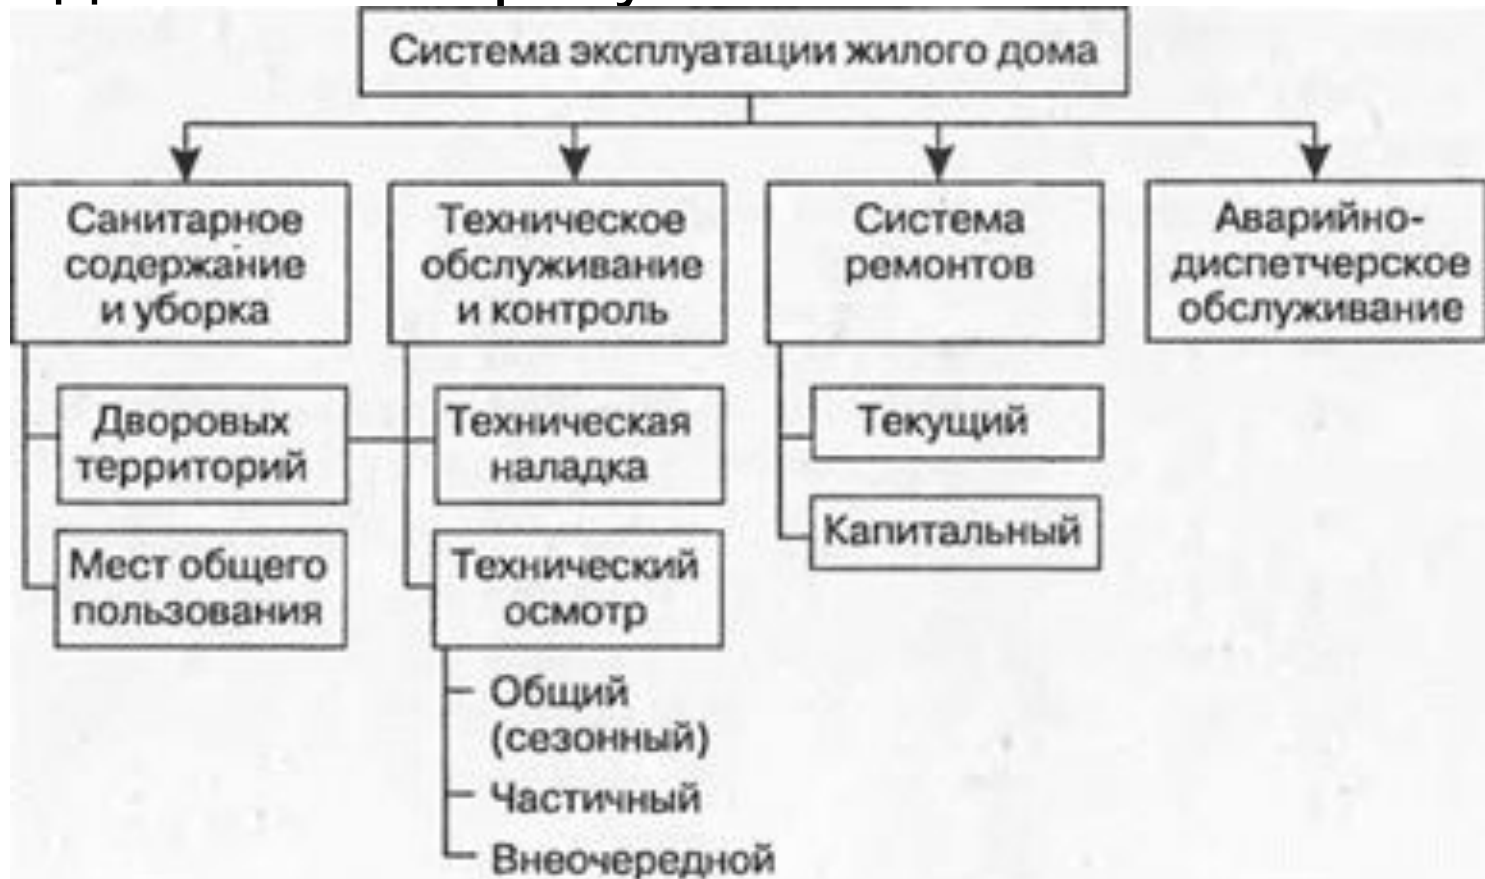 Система эксплуатации жилого дома
Санитарное
содержание
и уборка
Техническое
обслуживание
и контроль
Система
ремонтов
Аварийно-
диспетчерское
обслуживание
Дворовых
территорий
Мест общего
пользования
Техническая
наладка
Технический
осмотр
Общий
(сезонный)
Частичный
Внеочередной
Текущий
Капитальный